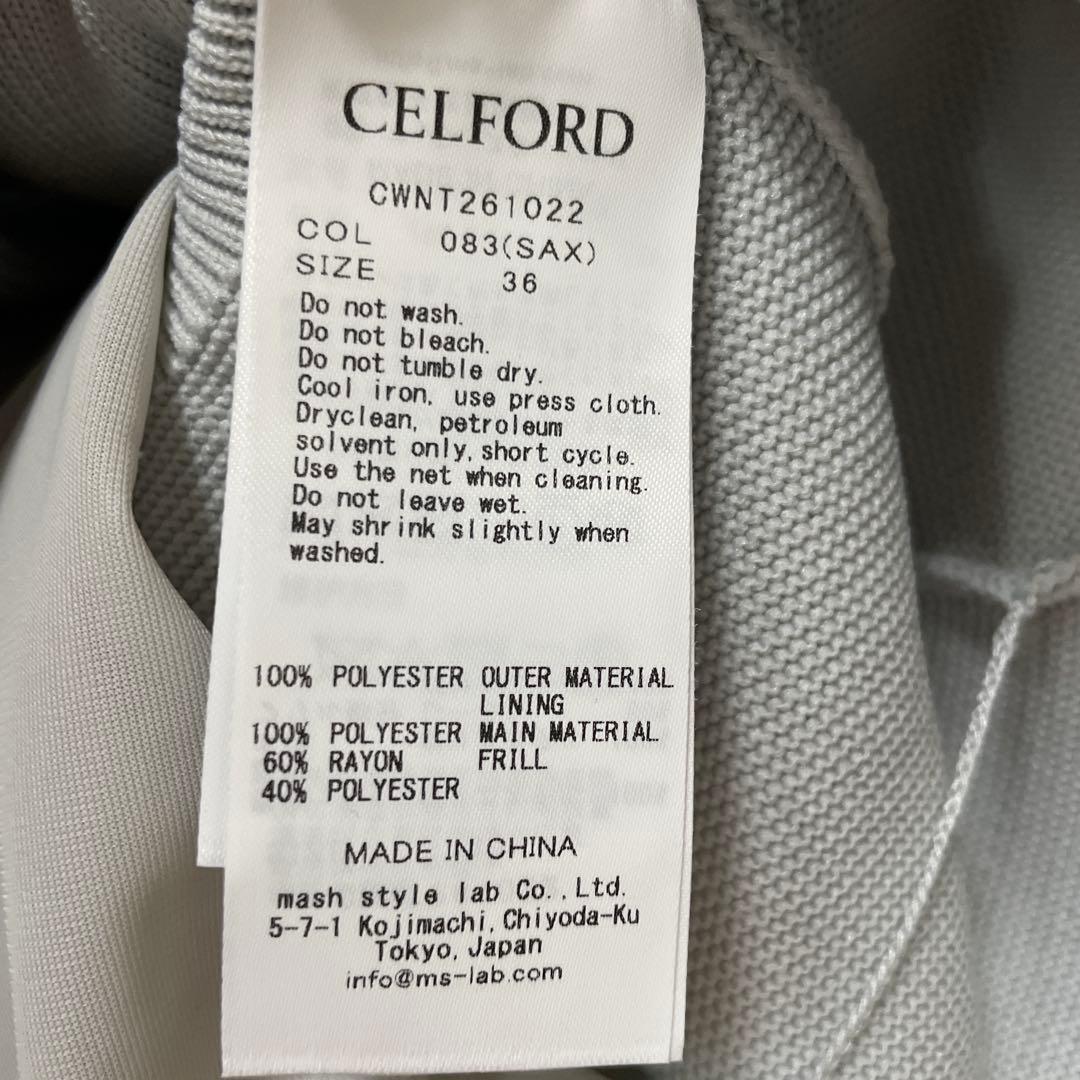 CELFORD
CWNT261022
COL 083(SAX)
SIZE 36
Do not wash.
Do not bleach.
Do not tumble dry.
Cool iron, use press cloth.
Dryclean, petroleum
solvent only, short cycle.
Use the net when cleaning.
Do not leave wet.
May shrink slightly when
washed.
100% POLYESTER OUTER MATERIAL
LINING
100% POLYESTER MAIN MATERIAL
60% RAYON FRILL
40% POLYESTER
MADE IN CHINA
mash style lab Co.,Ltd.
5-7-1 Kojimachi, Chiyoda-Ku
Tokyo, Japan
info@ms-lab.com